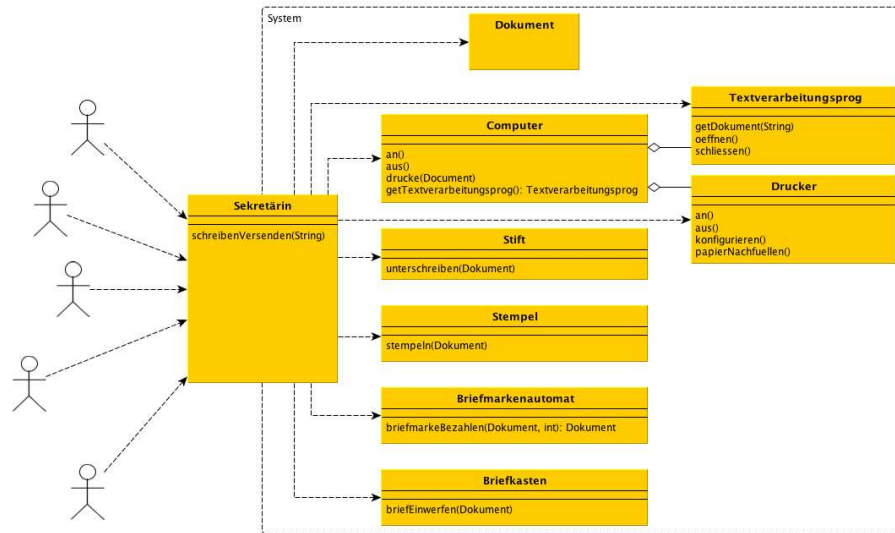 System
Dokument
Textverarbeitungsprog
getDokument(String)
oeffnen()
schliessen()
Computer
an()
aus()
drucke(Document)
getTextverarbeitungsprog(): Textverarbeitungsprog
Drucker
an()
aus()
konfigurieren()
papierNachfuellen()
Sekretärin
schreibenVersenden(String)
Stift
unterschreiben(Dokument)
Stempel
stempeln(Dokument)
Briefmarkenautomat
briefmarkeBezahlen(Dokument, int): Dokument
Briefkasten
briefEinwerfen(Dokument)